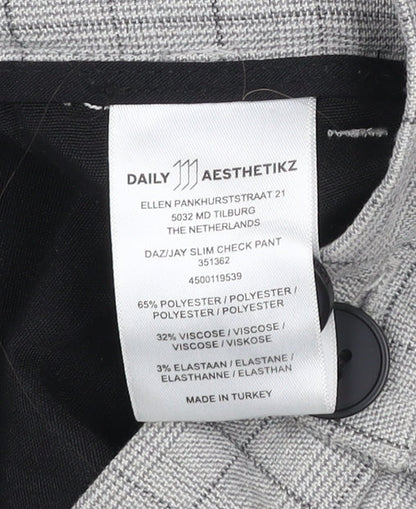 DAILY AESTHETIKZ
ELLEN PANKHURSTSTRAAT 21
5032 MD TILBURG
THE NETHERLANDS
DAZ/JAY SLIM CHECK PANT
351362
4500119539
65% POLYESTER / POLYESTER /
POLYESTER / POLYESTER
32% VISCOSE / VISCOSE /
VISCOSE / VISKOSE
3% ELASTAAN / ELASTANE /
ELASTHANNE / ELASTHAN
MADE IN TURKEY